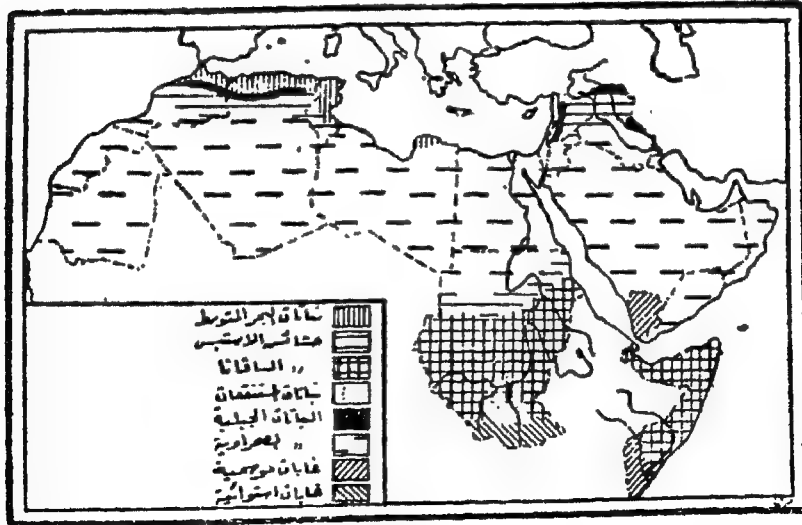 نباتات البحر المتوسط
حشائش الاستبس
〃 السافانا
نباتات المستنقعات
النباتات الجبلية
〃 الصحراوية
غابات موسمية
غابات استوائية